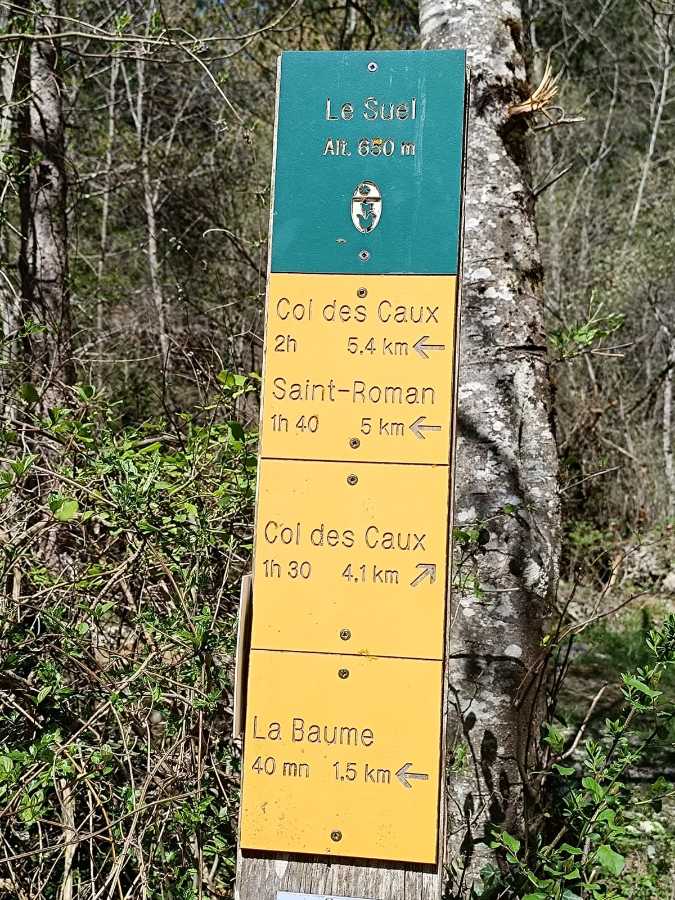 Le Suel
Alt. 650 m
Col des Caux
2h 5.4 km ←
Saint-Roman
1h 40 5 km ←
Col des Caux
1h 30 4.1 km ↗
La Baume
40 mn 1.5 km ←